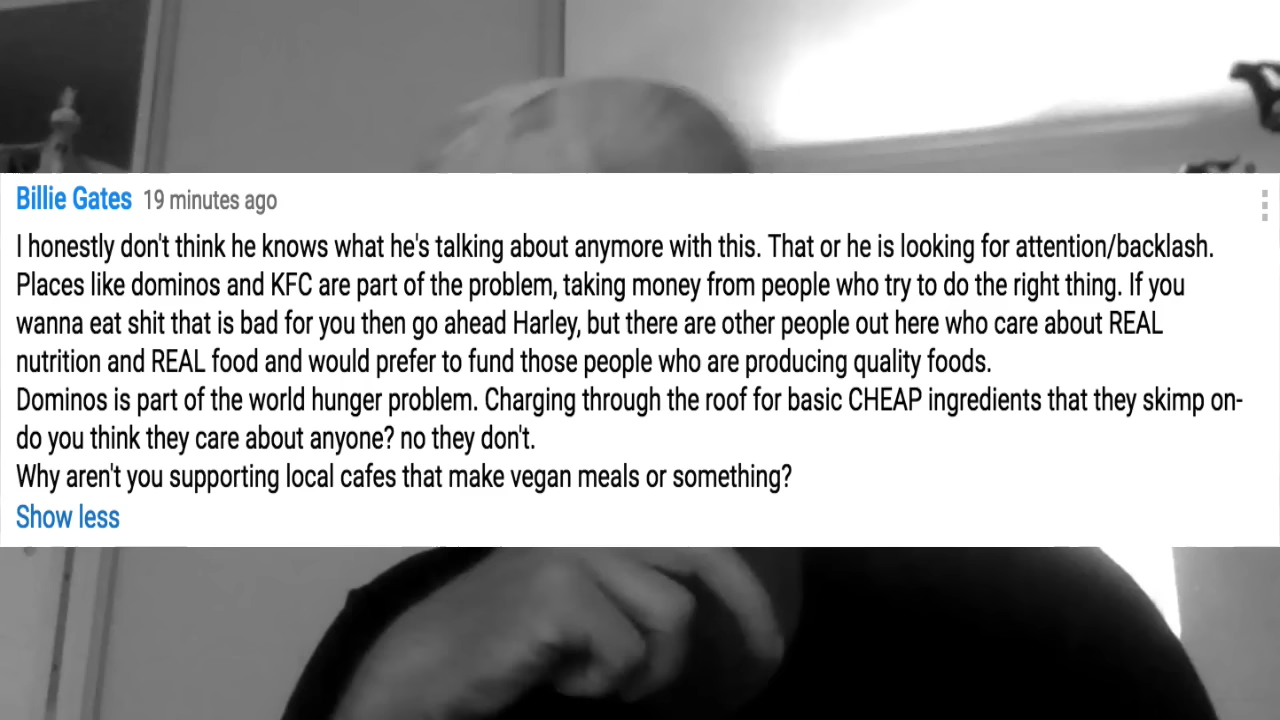 Billie Gates 19 minutes ago
I honestly don't think he knows what he's talking about anymore with this. That or he is looking for attention/backlash.
Places like dominos and KFC are part of the problem, taking money from people who try to do the right thing. If you
wanna eat shit that is bad for you then go ahead Harley, but there are other people out here who care about REAL
nutrition and REAL food and would prefer to fund those people who are producing quality foods.
Dominos is part of the world hunger problem. Charging through the roof for basic CHEAP ingredients that they skimp on-
do you think they care about anyone? no they don't.
Why aren't you supporting local cafes that make vegan meals or something?
Show less